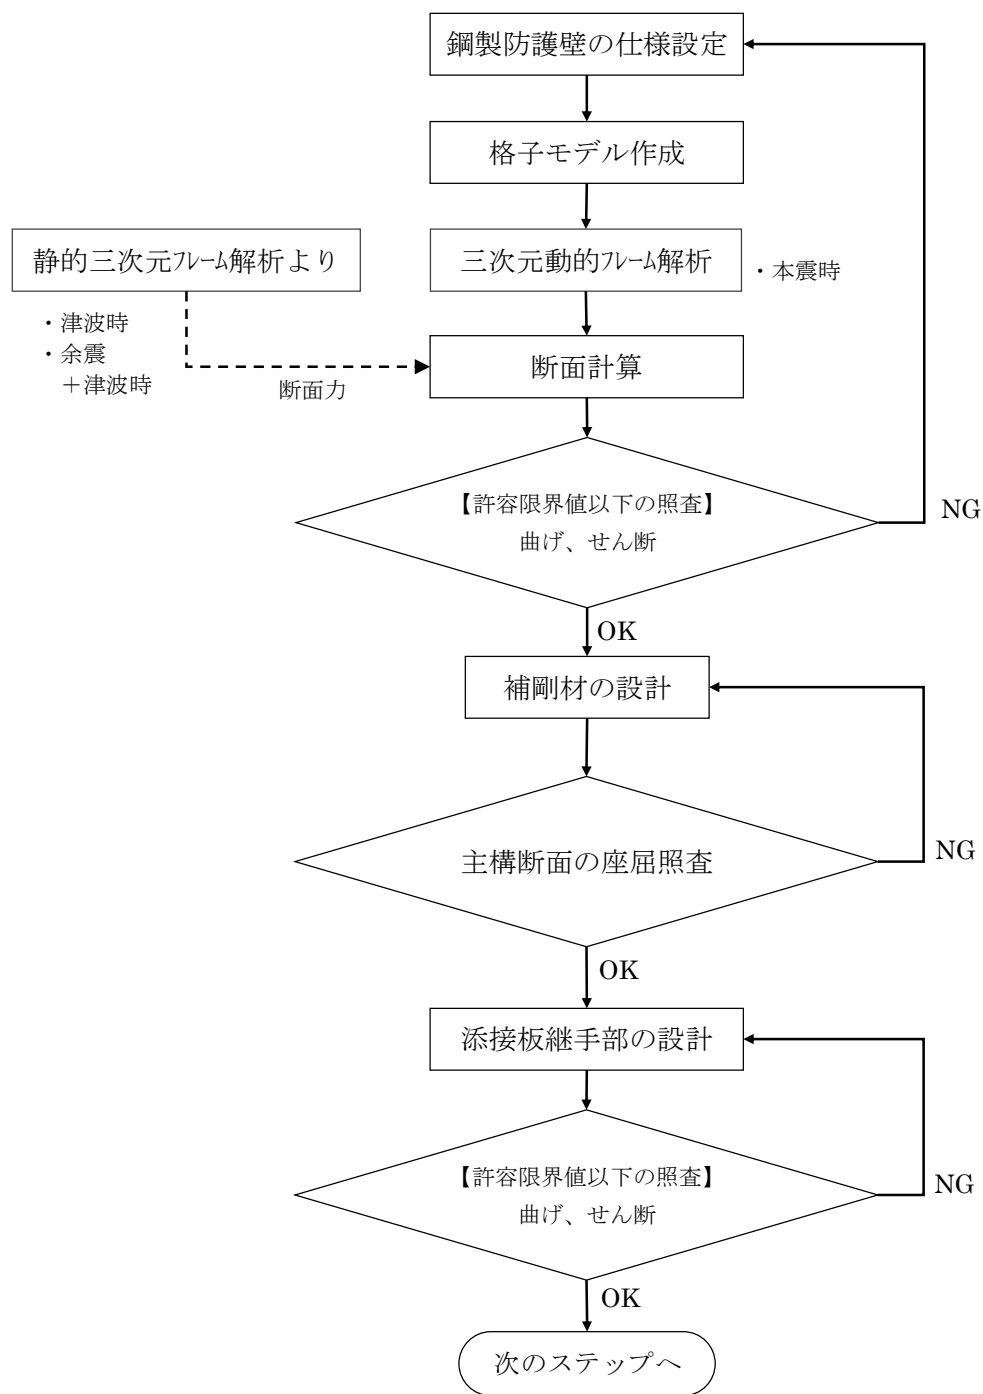 鋼製防護壁の仕様設定
格子モデル作成
静的三次元ﾌﾚｰﾑ解析より
三次元動的ﾌﾚｰﾑ解析
・本震時
・津波時
・余震
＋津波時
断面力
断面計算
【許容限界値以下の照査】
曲げ、せん断
NG
OK
補剛材の設計
主構断面の座屈照査
NG
OK
添接板継手部の設計
【許容限界値以下の照査】
曲げ、せん断
NG
OK
次のステップへ